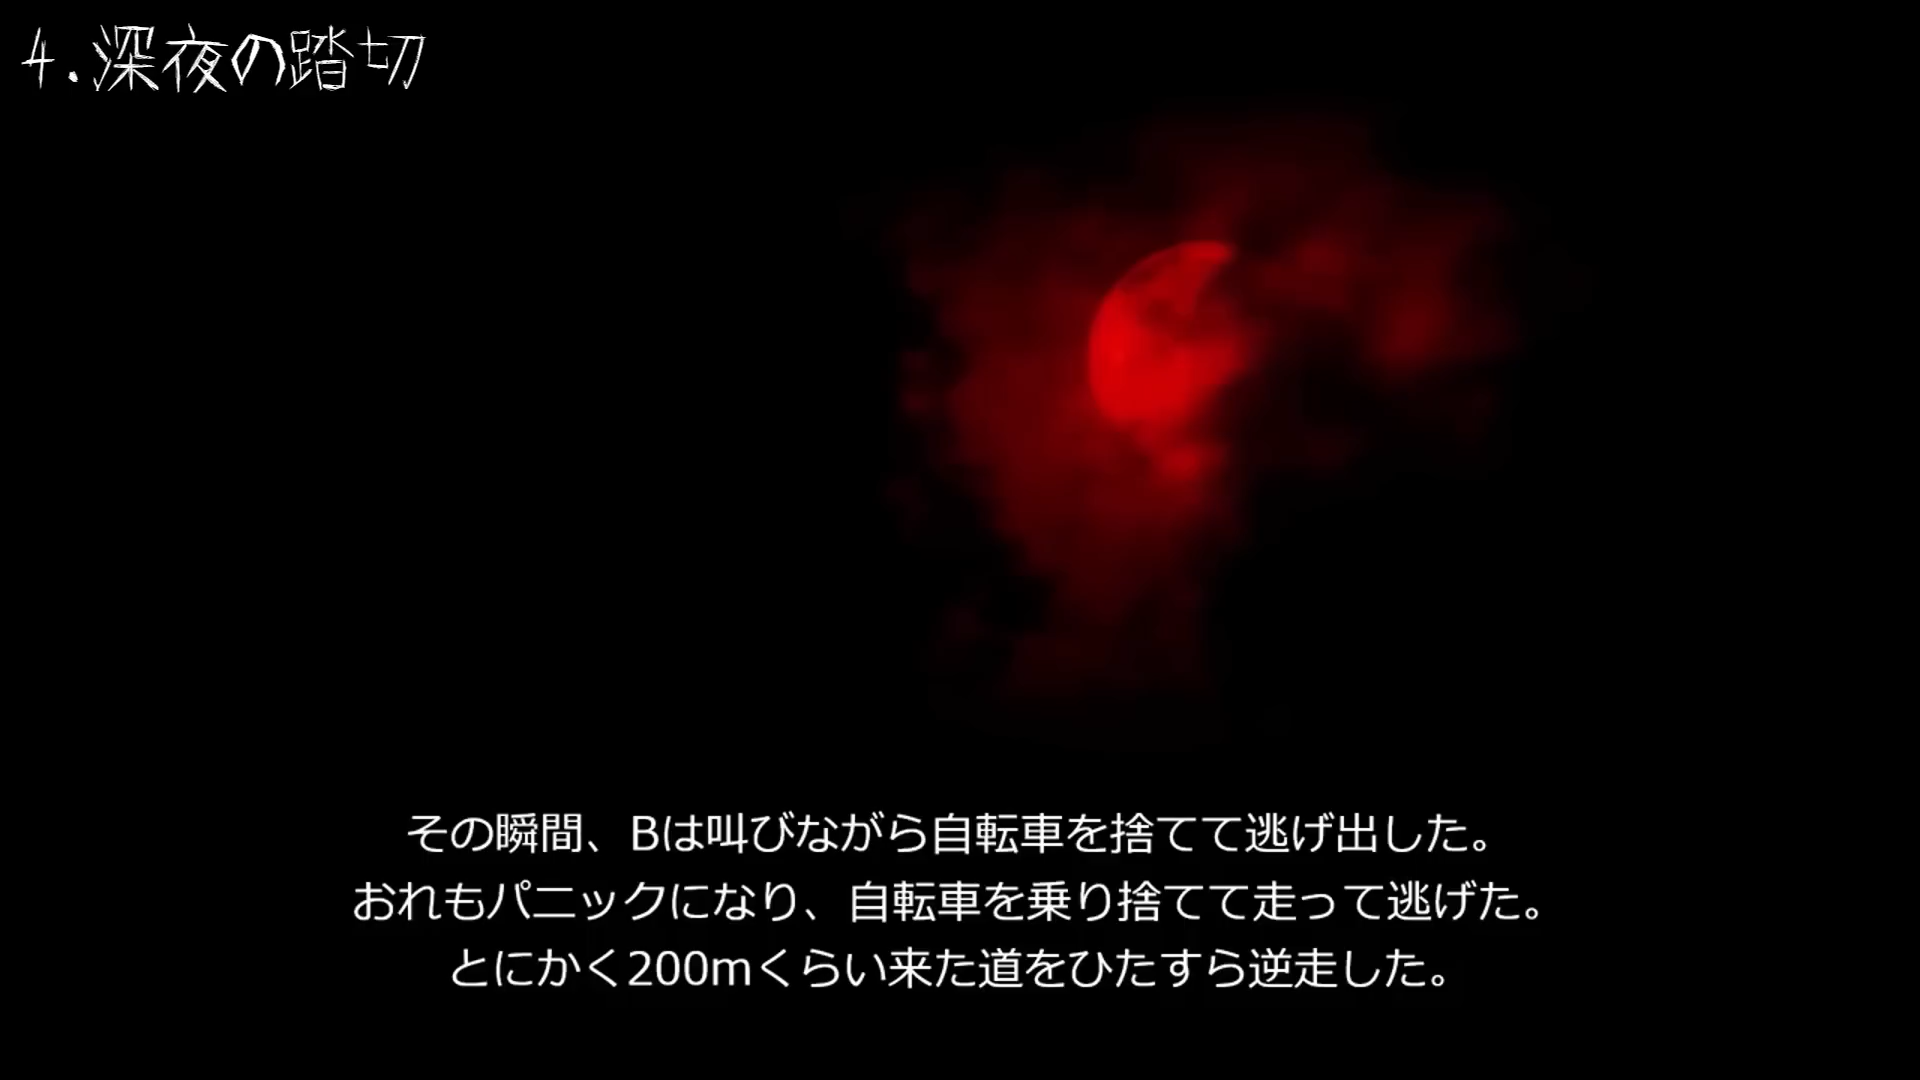 4.深夜の踏切
その瞬間、Bは叫びながら自転車を捨てて逃げ出した。
おれもパニックになり、自転車を乗り捨てて走って逃げた。
とにかく200mくらい来た道をひたすら逆走した。